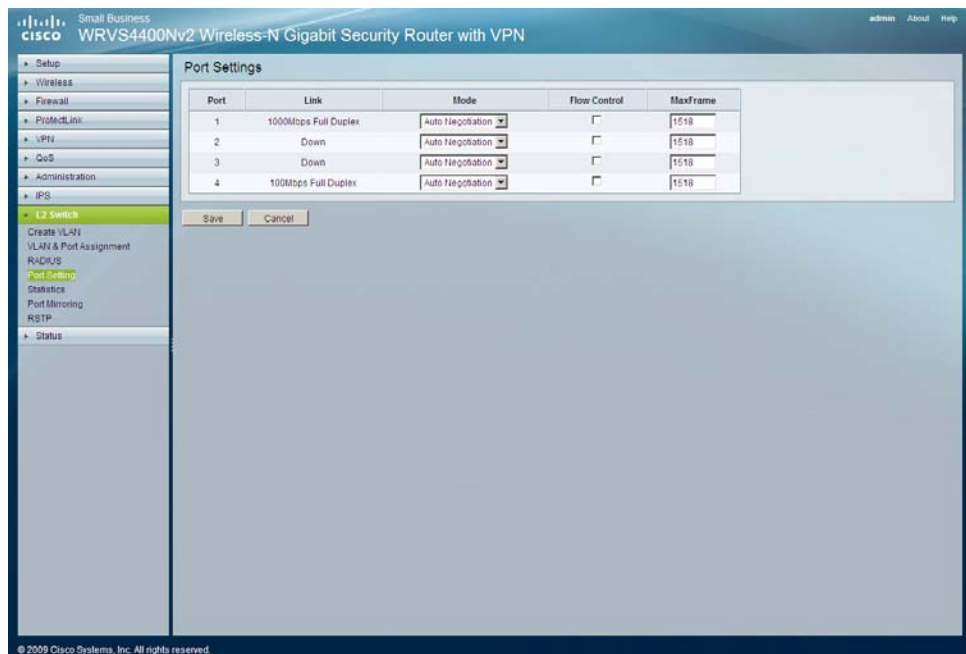 Small Business
CISCO WRVS4400Nv2 Wireless-N Gigabit Security Router with VPN
admin About Help
Setup
Wireless
Firewall
ProtectLink
VPN
QoS
Administration
IPS
L2 Switch
Create VLAN
VLAN & Port Assignment
RADIUS
Port Setting
Statistics
Port Mirroring
RSTP
Status
Port Settings
Port Link Mode Flow Control MaxFrame
1 1000Mbps Full Duplex Auto Negotiation 1518
2 Down Auto Negotiation 1518
3 Down Auto Negotiation 1518
4 100Mbps Full Duplex Auto Negotiation 1518
Save Cancel
© 2009 Cisco Systems, Inc. All rights reserved.